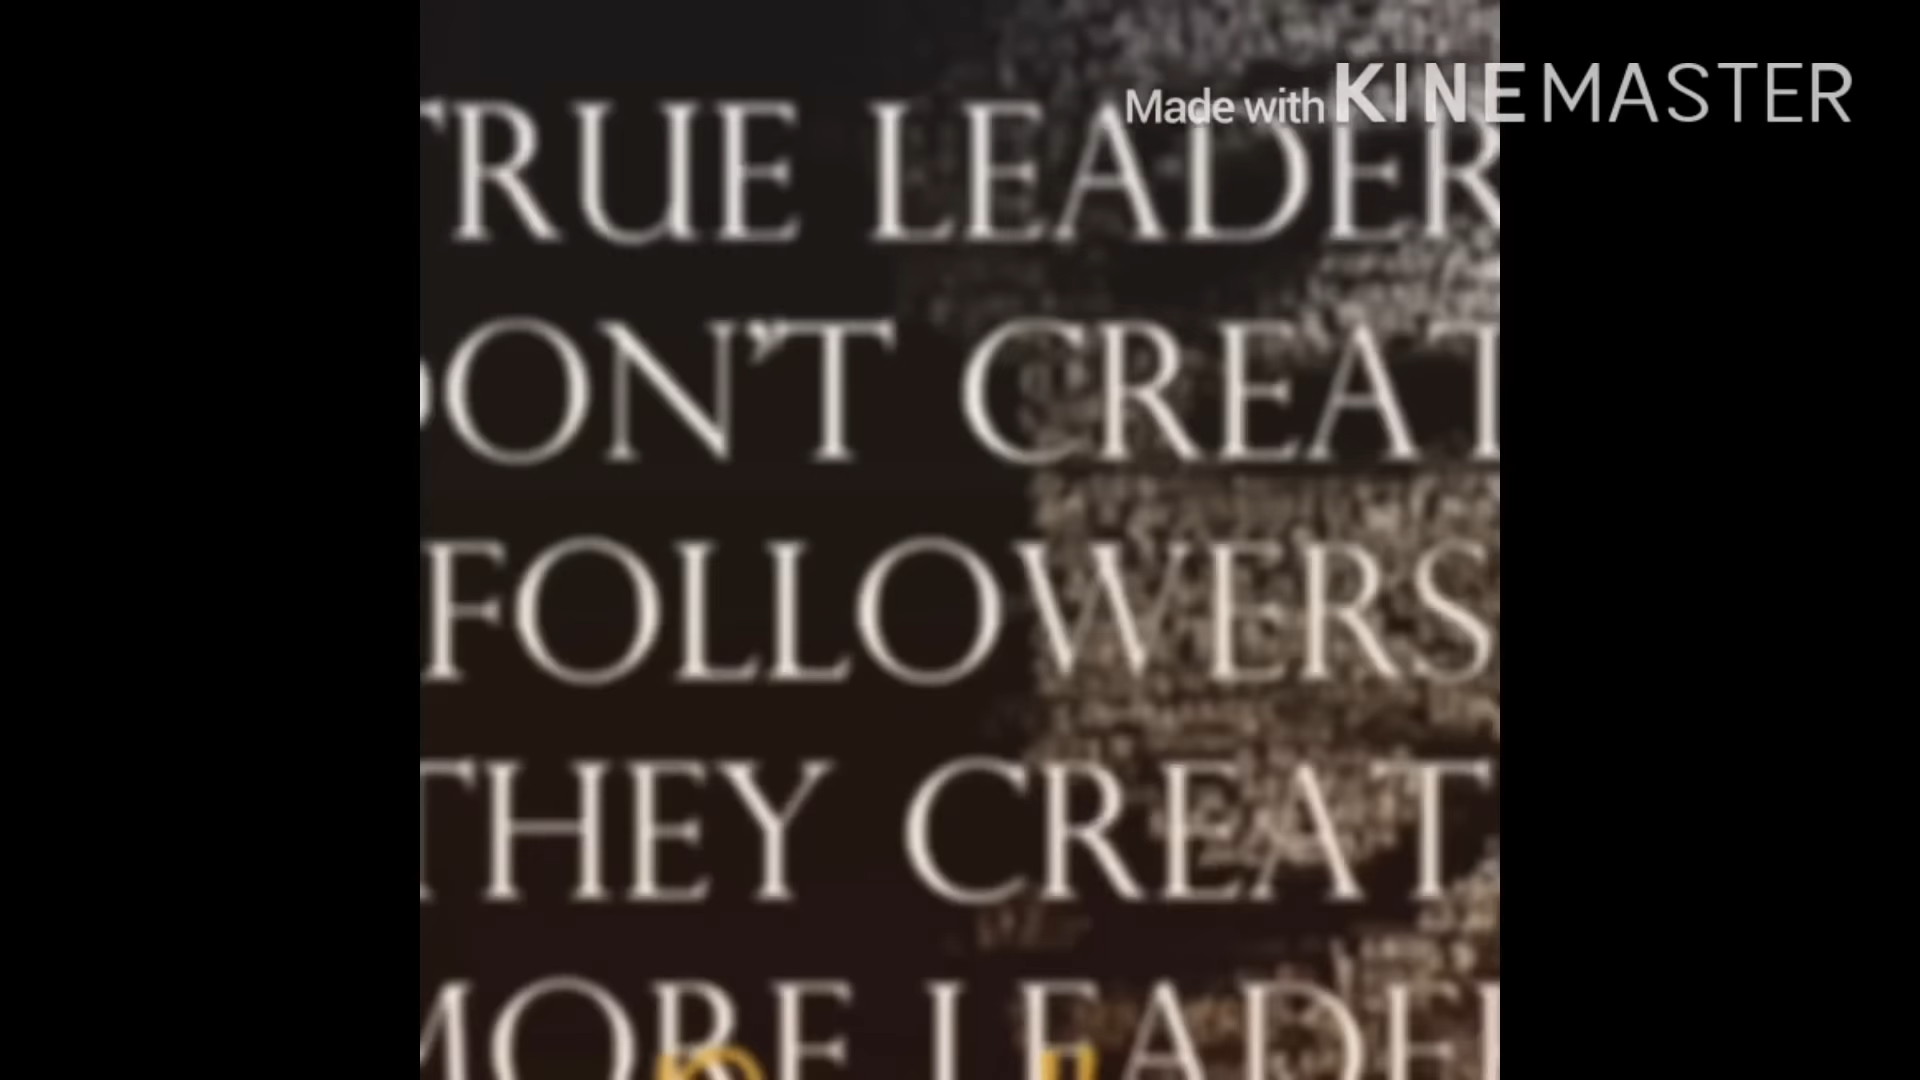 Made with KINEMASTER
TRUE LEADER
DON'T CREAT
FOLLOWERS
THEY CREAT
MORE LEADE